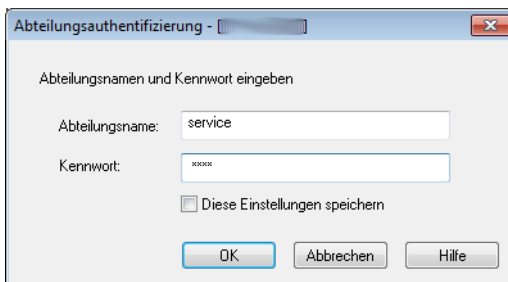 Abteilungsauthentifizierung - [ ]
Abteilungsnamen und Kennwort eingeben
Abteilungsname: service
Kennwort: ****
Diese Einstellungen speichern
OK Abbrechen Hilfe